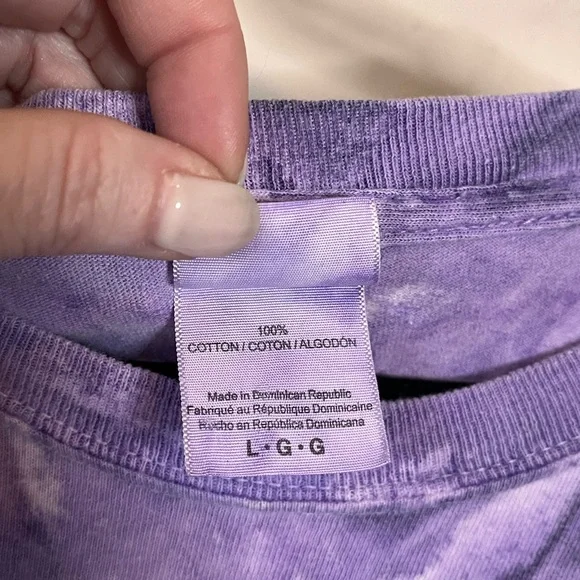 100%
COTTON / COTON / ALGODÓN
Made in Dominican Republic
Fabriqué au République Dominicaine
Hecho en República Dominicana
L • G • G